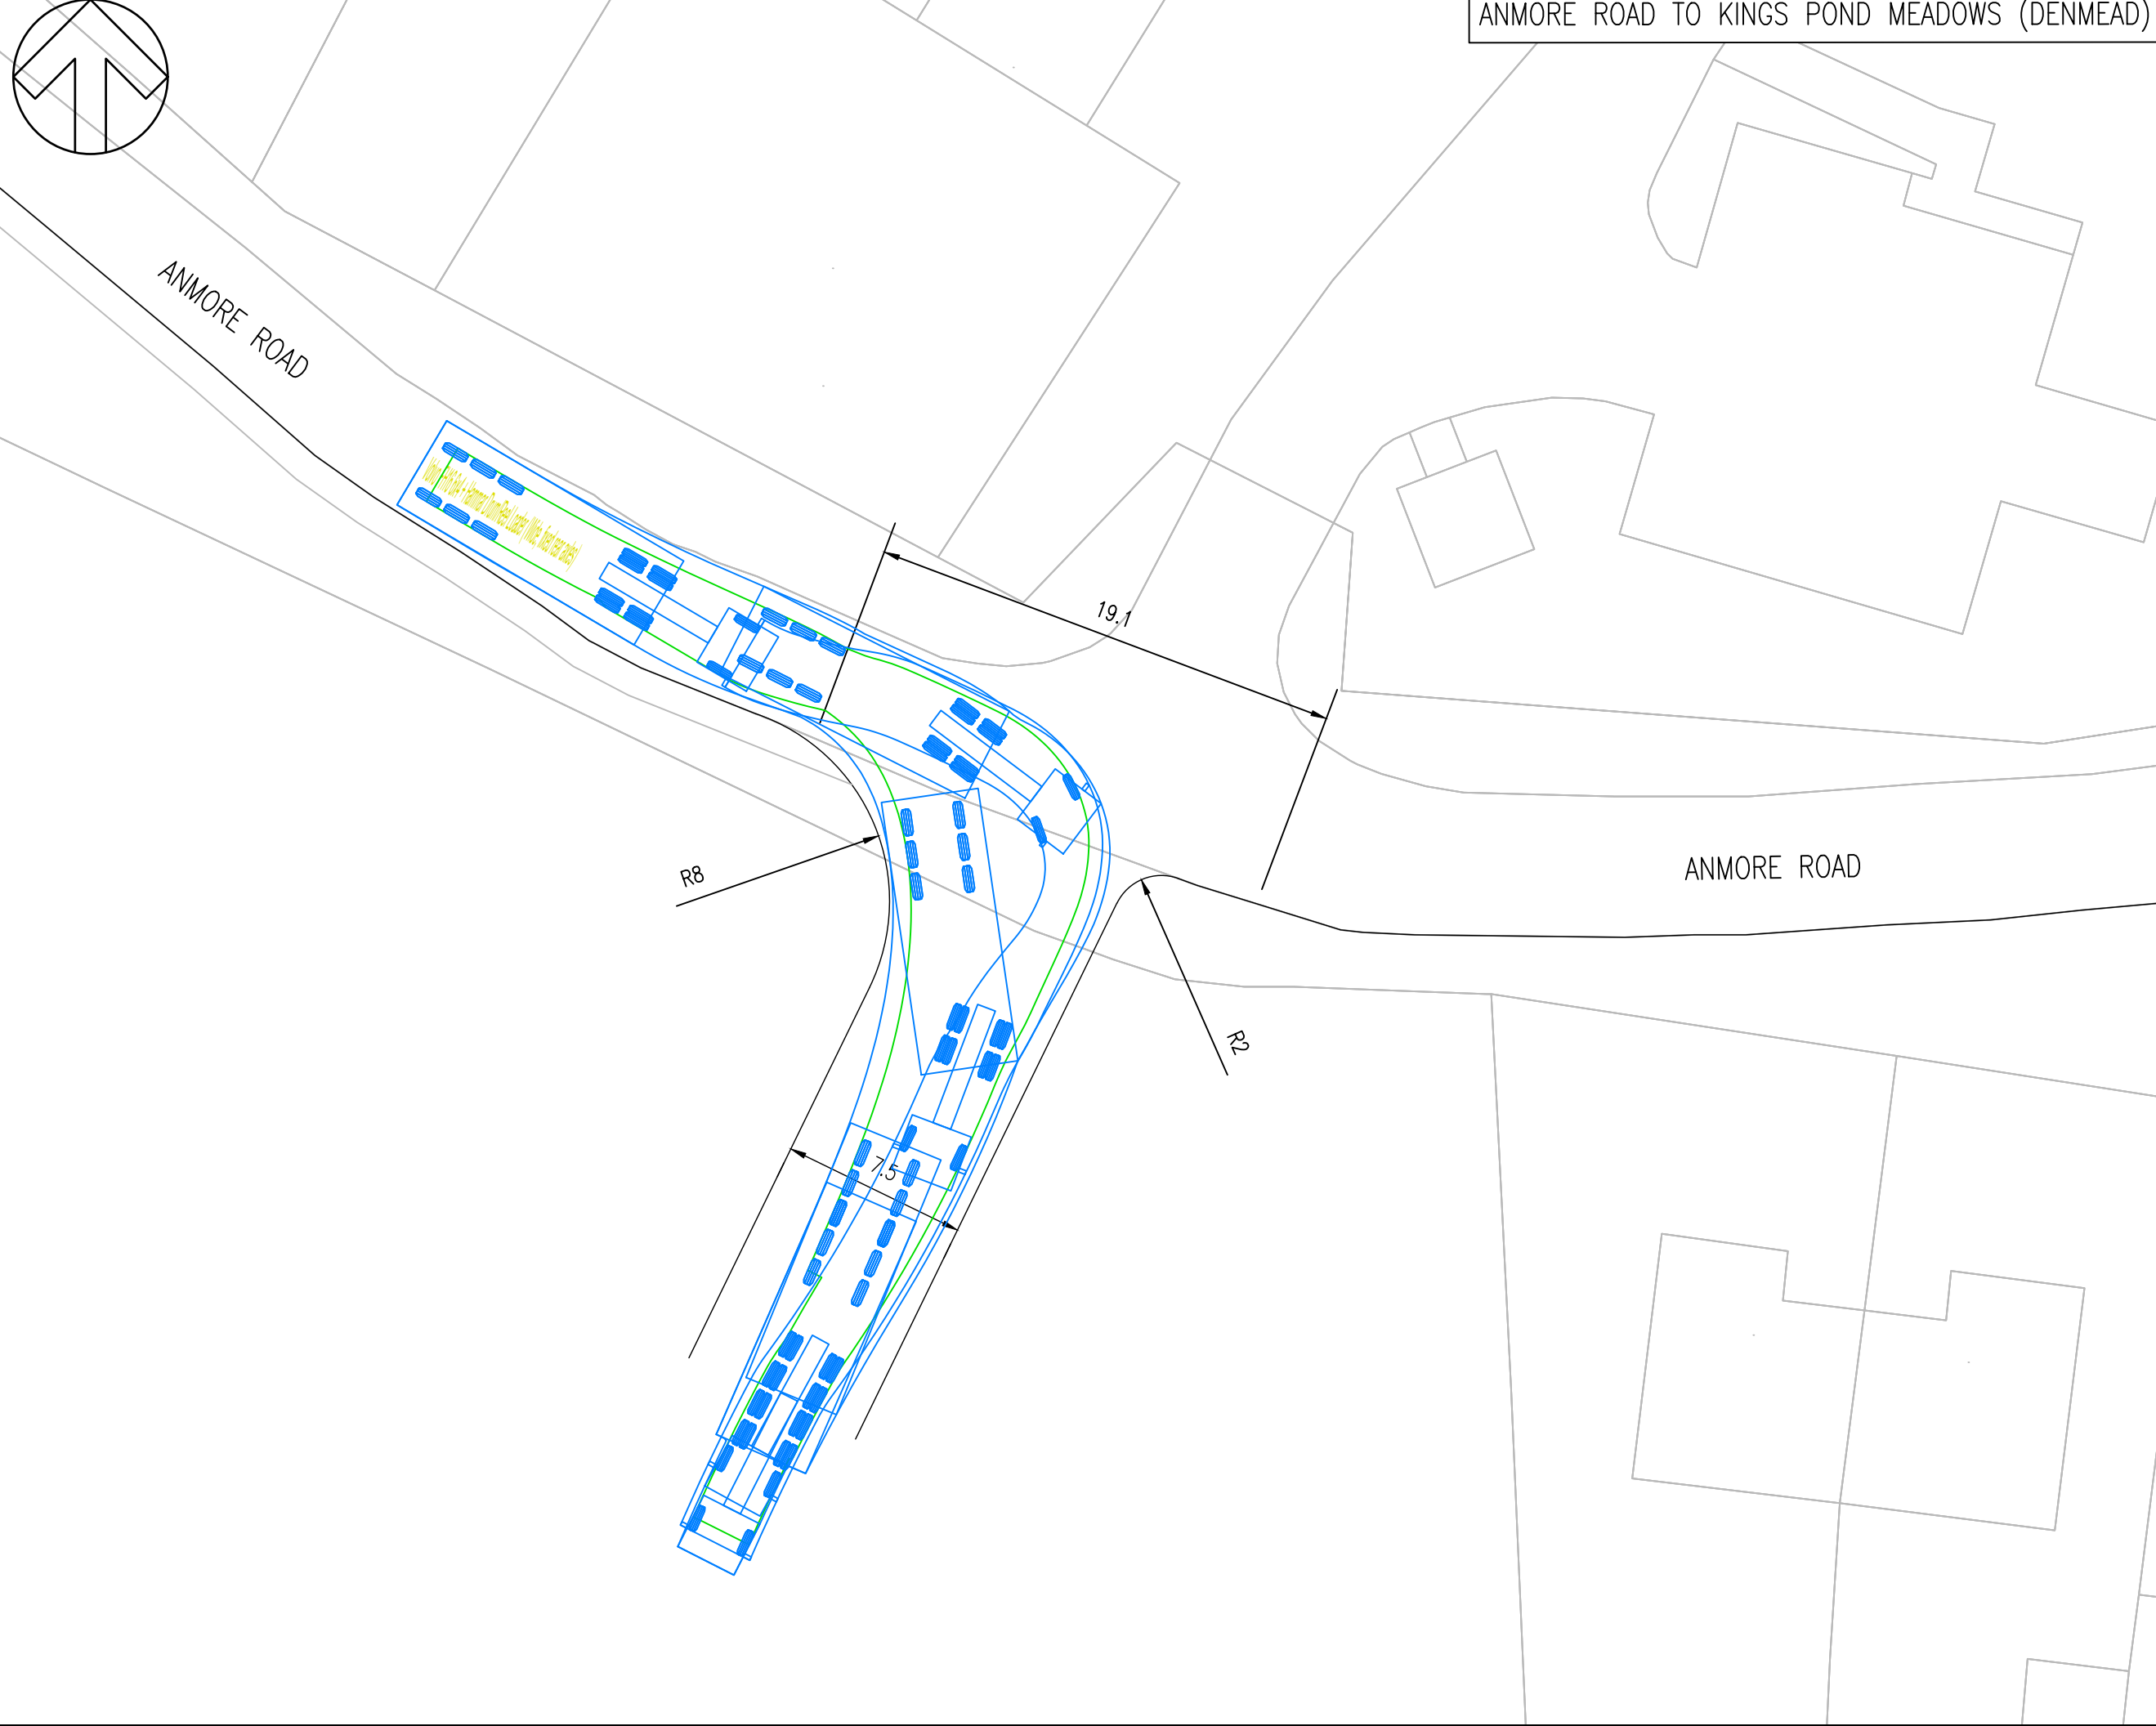 ANMORE ROAD TO KINGS POND MEADOWS (DENMEAD)
ANMORE ROAD
19.1
R8
ANMORE ROAD
R2
7.5